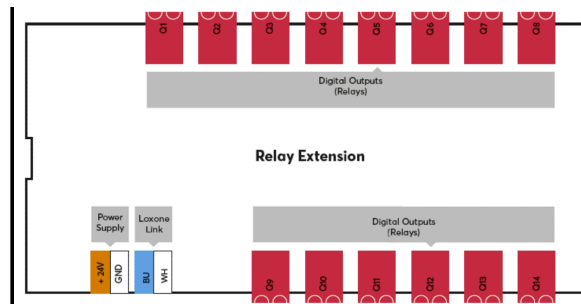 Q1 Q2 Q3 Q4 Q5 Q6 Q7 Q8
Digital Outputs
(Relays)
Relay Extension
Power
Supply
Loxone
Link
Digital Outputs
(Relays)
+ 24V GND BU WH Q9 Q10 Q11 Q12 Q13 Q14